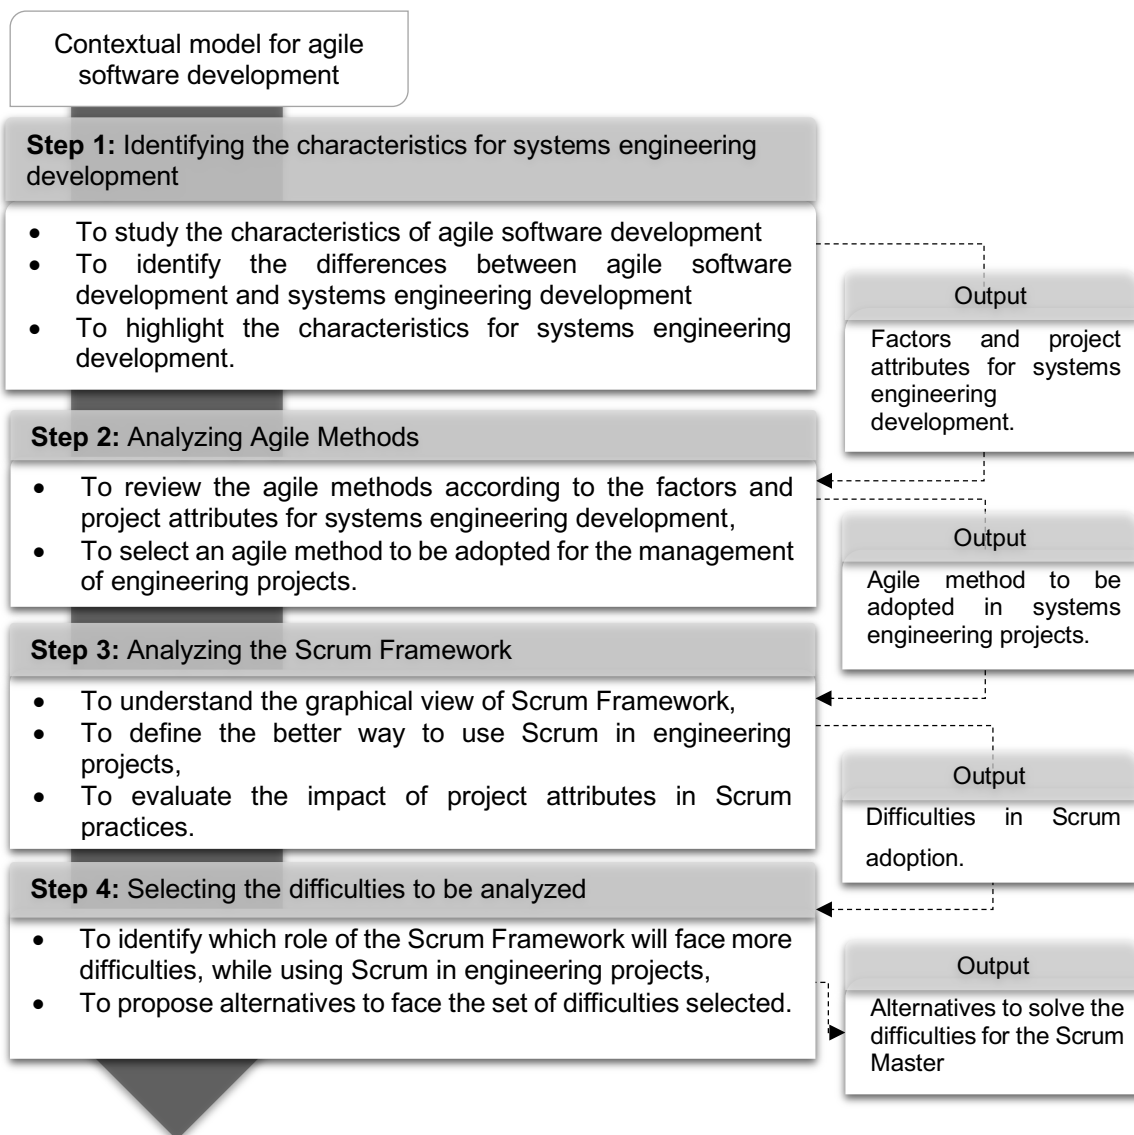 Contextual model for agile
software development
Step 1: Identifying the characteristics for systems engineering
development
• To study the characteristics of agile software development
• To identify the differences between agile software
development and systems engineering development
• To highlight the characteristics for systems engineering
development.
Output
Factors and project
attributes for systems
engineering
development.
Step 2: Analyzing Agile Methods
• To review the agile methods according to the factors and
project attributes for systems engineering development,
• To select an agile method to be adopted for the management
of engineering projects.
Output
Agile method to be
adopted in systems
engineering projects.
Step 3: Analyzing the Scrum Framework
• To understand the graphical view of Scrum Framework,
• To define the better way to use Scrum in engineering
projects,
• To evaluate the impact of project attributes in Scrum
practices.
Output
Difficulties in Scrum
adoption.
Step 4: Selecting the difficulties to be analyzed
• To identify which role of the Scrum Framework will face more
difficulties, while using Scrum in engineering projects,
• To propose alternatives to face the set of difficulties selected.
Output
Alternatives to solve the
difficulties for the Scrum
Master